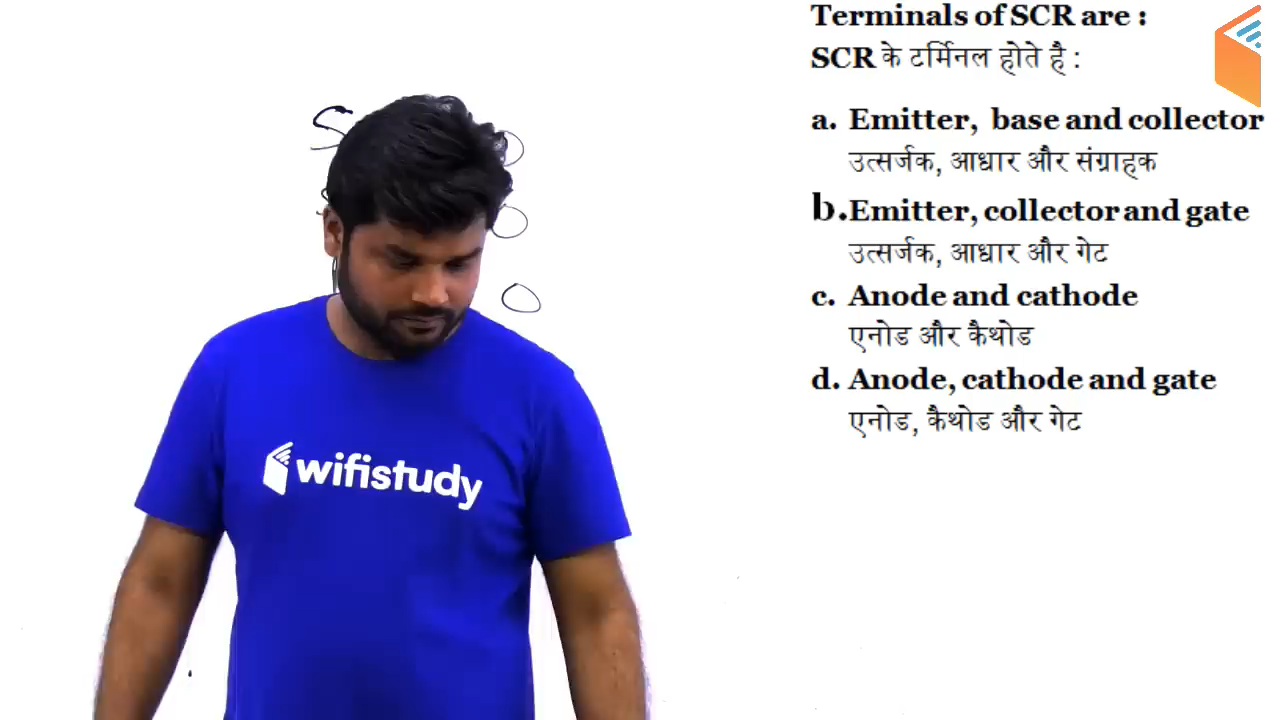 Terminals of SCR are :
SCR के टर्मिनल होते है :
a. Emitter, base and collector
उत्सर्जक, आधार और संग्राहक
b. Emitter, collector and gate
उत्सर्जक, आधार और गेट
c. Anode and cathode
एनोड और कैथोड
d. Anode, cathode and gate
एनोड, कैथोड और गेट
wifistudy